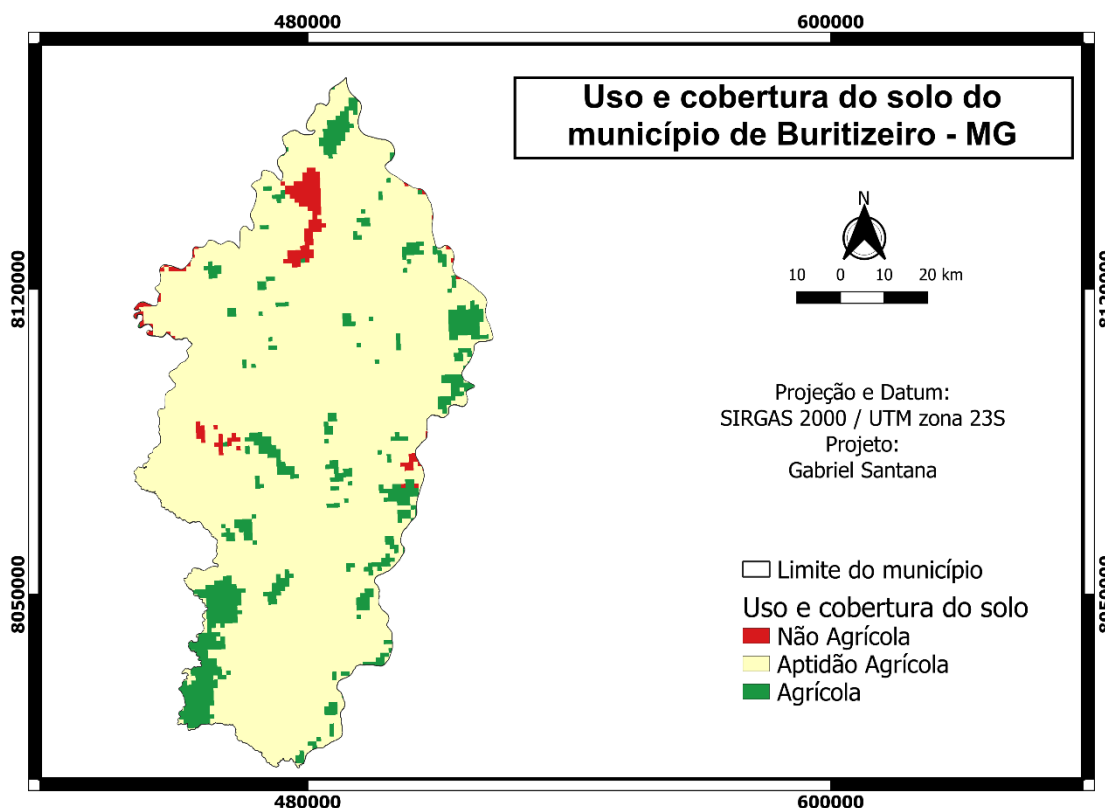 480000
600000
Uso e cobertura do solo do
município de Buritizeiro - MG
N
10 0 10 20 km
8120000
8120000
Projeção e Datum:
SIRGAS 2000 / UTM zona 23S
Projeto:
Gabriel Santana
8050000
8050000
Limite do município
Uso e cobertura do solo
Não Agrícola
Aptidão Agrícola
Agrícola
480000
600000